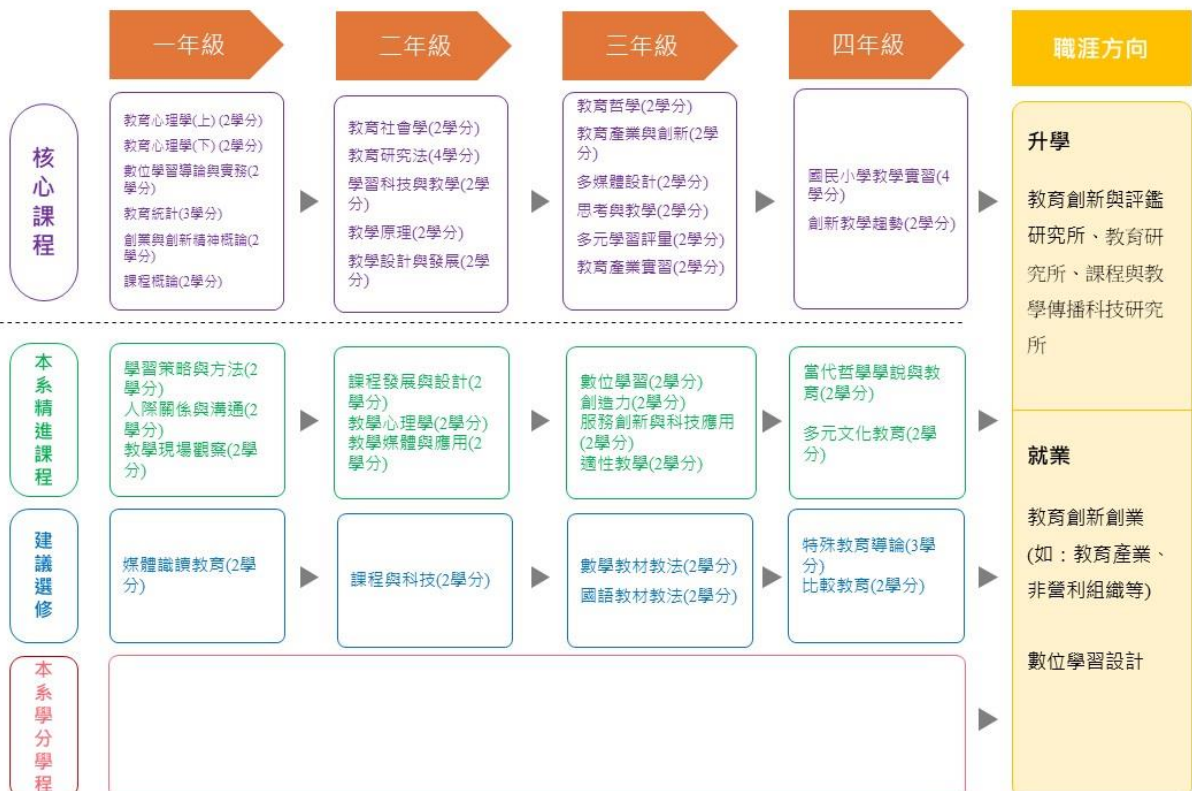 一年級
二年級
三年級
四年級
職涯方向
核
心
課
程
教育心理學(上) (2學分)
教育心理學(下) (2學分)
數位學習導論與實務(2
學分)
教育統計(3學分)
創業與創新精神概論(2
學分)
課程概論(2學分)
教育社會學(2學分)
教育研究法(4學分)
學習科技與教學(2學
分)
教學原理(2學分)
教學設計與發展(2學
分)
教育哲學(2學分)
教育產業與創新(2學
分)
多媒體設計(2學分)
思考與教學(2學分)
多元學習評量(2學分)
教育產業實習(2學分)
國民小學教學實習(4
學分)
創新教學趨勢(2學分)
升學
教育創新與評鑑
研究所、教育研
究所、課程與教
學傳播科技研究
所
本
系
精
進
課
程
學習策略與方法(2
學分)
人際關係與溝通(2
學分)
教學現場觀察(2學
分)
課程發展與設計(2
學分)
教學心理學(2學分)
教學媒體與應用(2
學分)
數位學習(2學分)
創造力(2學分)
服務創新與科技應用
(2學分)
適性教學(2學分)
當代哲學學說與教
育(2學分)
多元文化教育(2學
分)
就業
教育創新創業
(如：教育產業、
非營利組織等)
數位學習設計
建
議
選
修
媒體識讀教育(2學
分)
課程與科技(2學分)
數學教材教法(2學分)
國語教材教法(2學分)
特殊教育導論(3學
分)
比較教育(2學分)
本
系
學
分
學
程